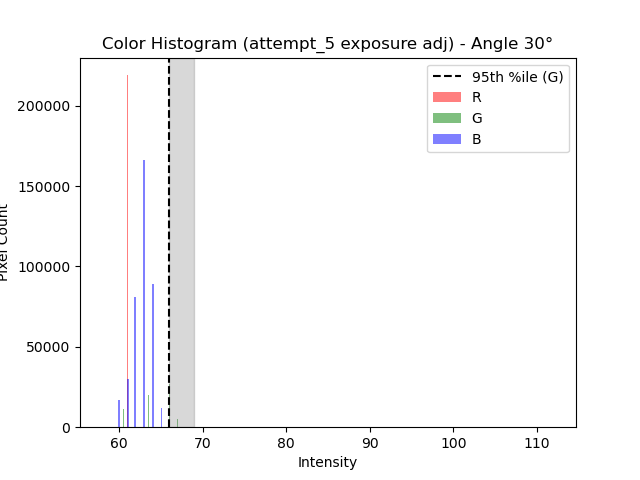 Color Histogram (attempt_5 exposure adj) - Angle 30°
95th %ile (G)
R
G
B
Pixel Count
200000
150000
100000
50000
0
60 70 80 90 100 110
Intensity